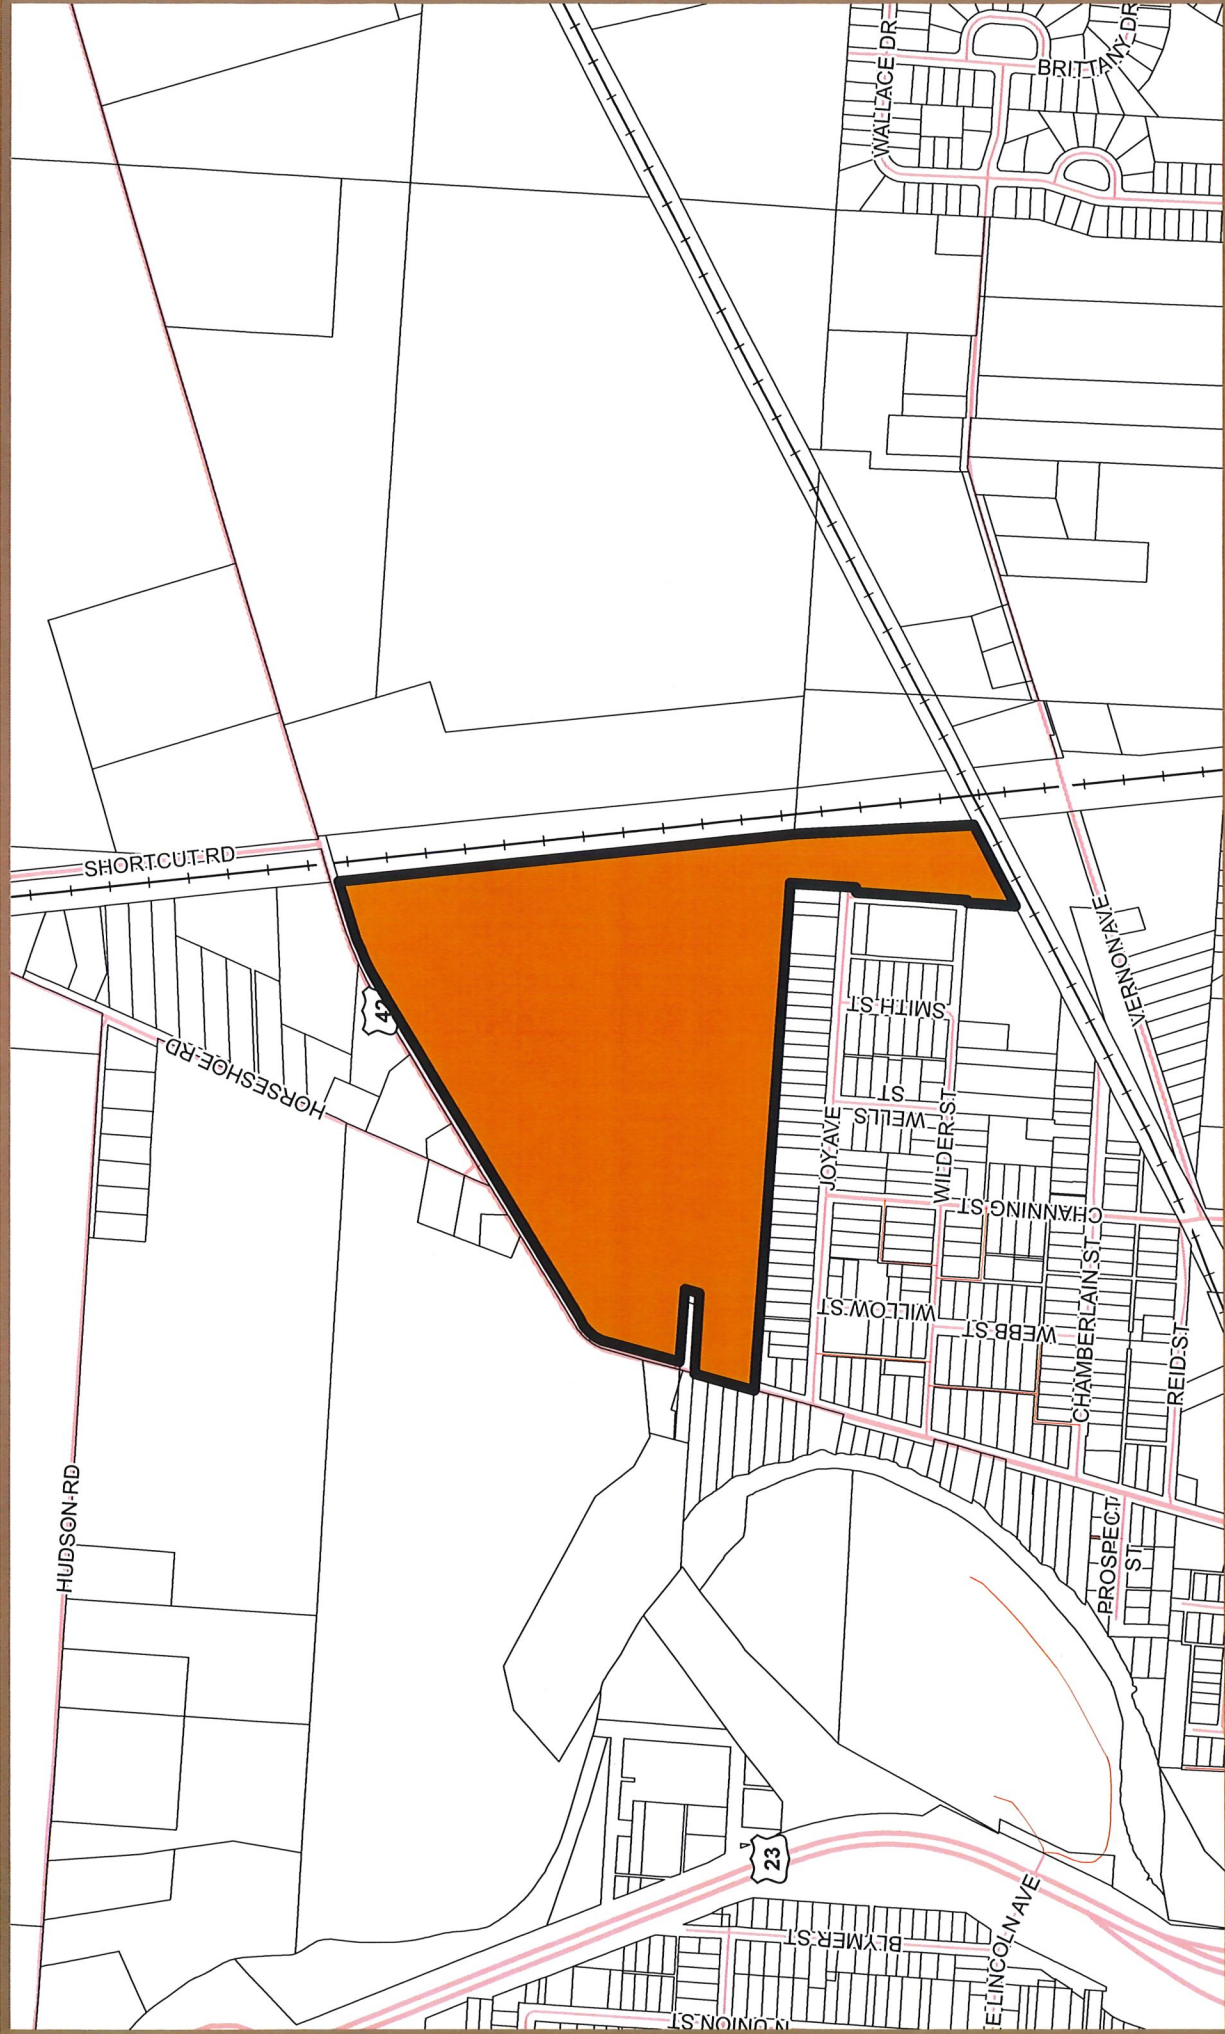 WALLACE DR
BRITTANY DR
SHORTCUT RD
42
HORSESHOE RD
VERNON AVE
SMITH ST
WELLS
ST
JOY AVE
WILDER ST
CHANNING ST
WILLOW ST
WEBB ST
CHAMBERLAIN ST
REID ST
HUDSON RD
PROSPECT
ST
23
BLYMER ST
E LINCOLN AVE
N UNION ST